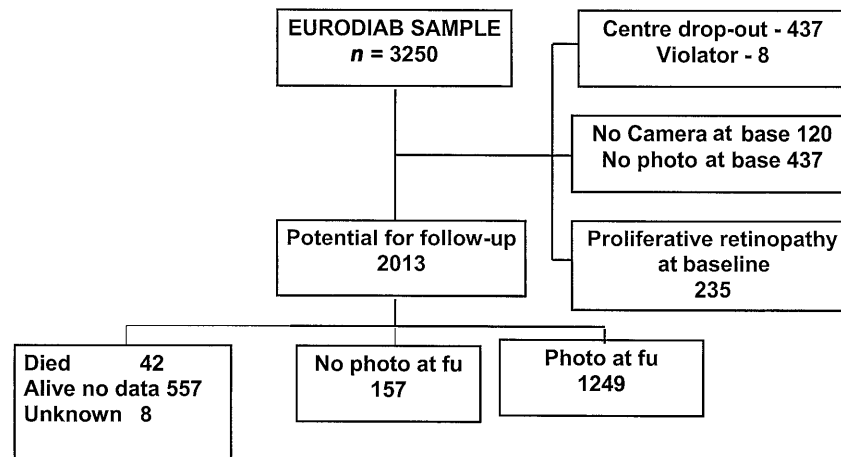 EURODIAB SAMPLE
n = 3250
Centre drop-out - 437
Violator - 8
No Camera at base 120
No photo at base 437
Potential for follow-up
2013
Proliferative retinopathy
at baseline
235
Died 42
Alive no data 557
Unknown 8
No photo at fu
157
Photo at fu
1249